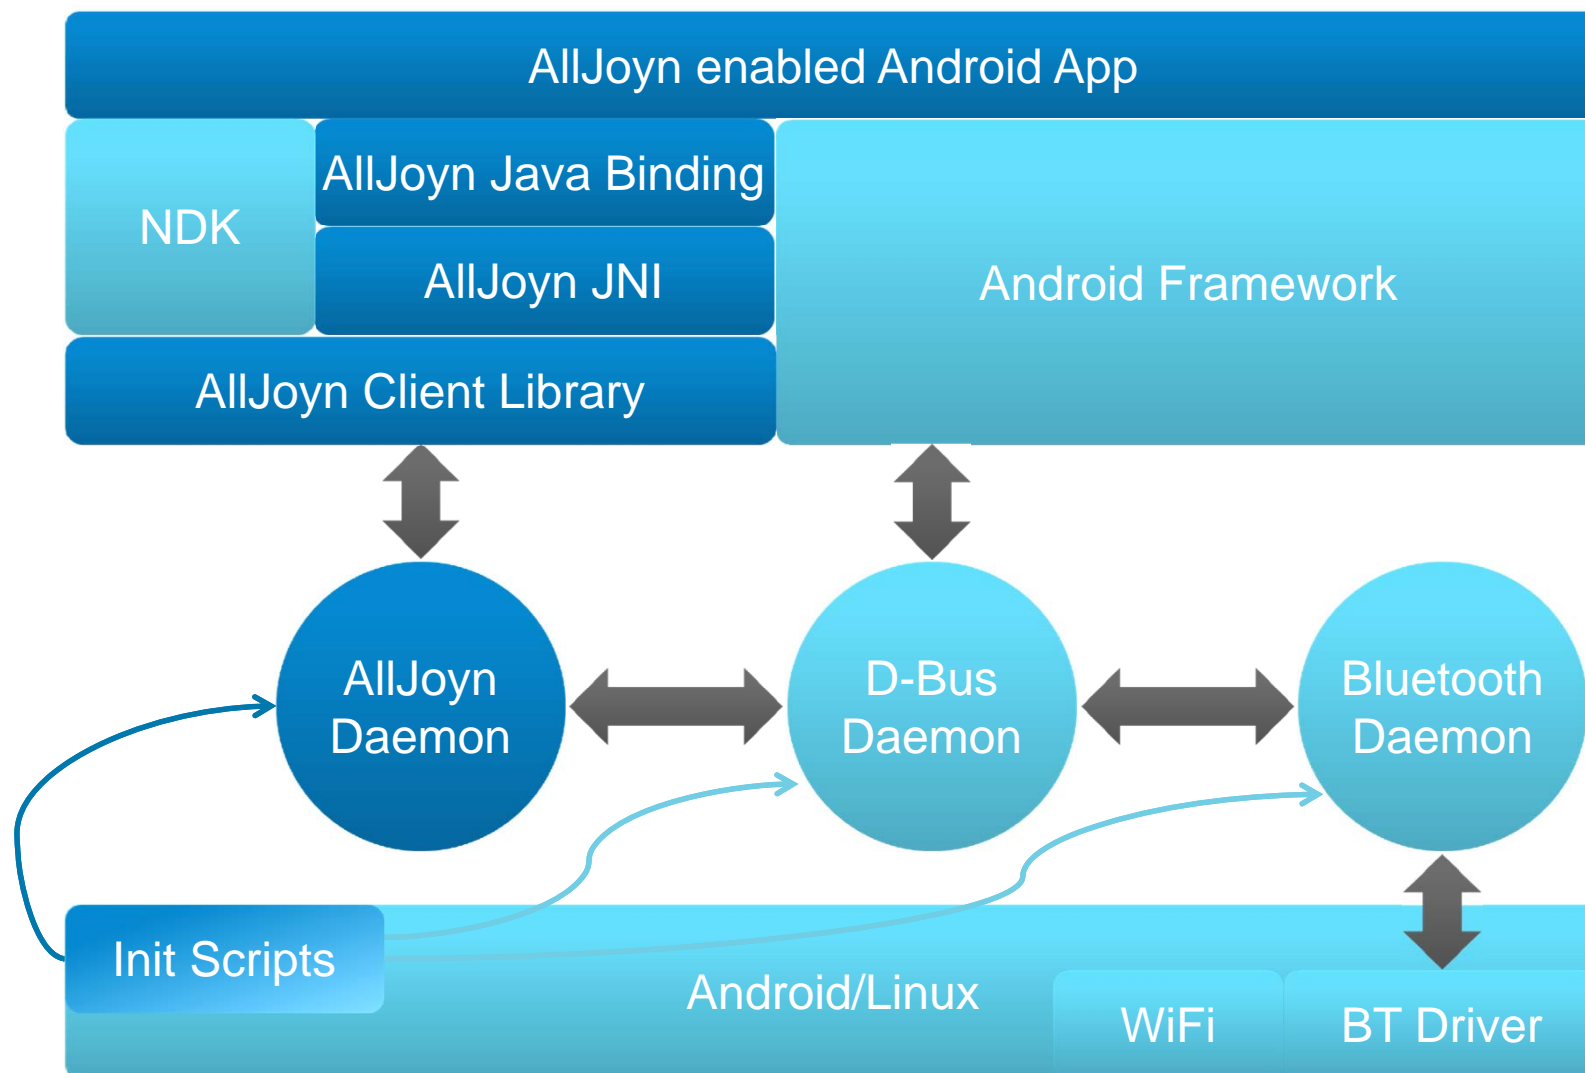 AllJoyn enabled Android App
AllJoyn Java Binding
NDK
AllJoyn JNI
Android Framework
AllJoyn Client Library
AllJoyn
Daemon
D-Bus
Daemon
Bluetooth
Daemon
Init Scripts
Android/Linux
WiFi
BT Driver